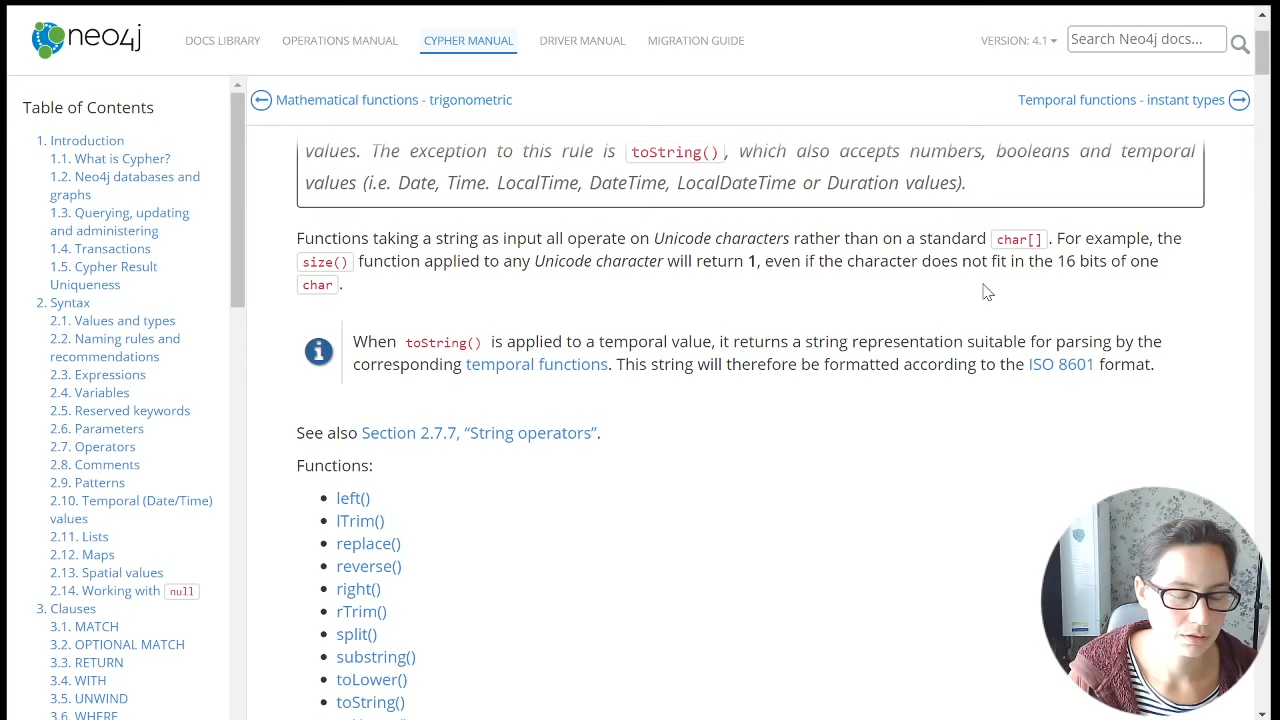 neo4j
DOCS LIBRARY
OPERATIONS MANUAL
CYPHER MANUAL
DRIVER MANUAL
MIGRATION GUIDE
VERSION: 4.1
Search Neo4j docs...
Table of Contents
1. Introduction
1.1. What is Cypher?
1.2. Neo4j databases and
graphs
1.3. Querying, updating
and administering
1.4. Transactions
1.5. Cypher Result
Uniqueness
2. Syntax
2.1. Values and types
2.2. Naming rules and
recommendations
2.3. Expressions
2.4. Variables
2.5. Reserved keywords
2.6. Parameters
2.7. Operators
2.8. Comments
2.9. Patterns
2.10. Temporal (Date/Time)
values
2.11. Lists
2.12. Maps
2.13. Spatial values
2.14. Working with null
3. Clauses
3.1. MATCH
3.2. OPTIONAL MATCH
3.3. RETURN
3.4. WITH
3.5. UNWIND
3.6. WHERE
Mathematical functions - trigonometric
Temporal functions - instant types
values. The exception to this rule is toString(), which also accepts numbers, booleans and temporal
values (i.e. Date, Time. LocalTime, DateTime, LocalDateTime or Duration values).
Functions taking a string as input all operate on Unicode characters rather than on a standard char[]. For example, the
size() function applied to any Unicode character will return 1, even if the character does not fit in the 16 bits of one
char.
When toString() is applied to a temporal value, it returns a string representation suitable for parsing by the
corresponding temporal functions. This string will therefore be formatted according to the ISO 8601 format.
See also Section 2.7.7, “String operators”.
Functions:
left()
lTrim()
replace()
reverse()
right()
rTrim()
split()
substring()
toLower()
toString()